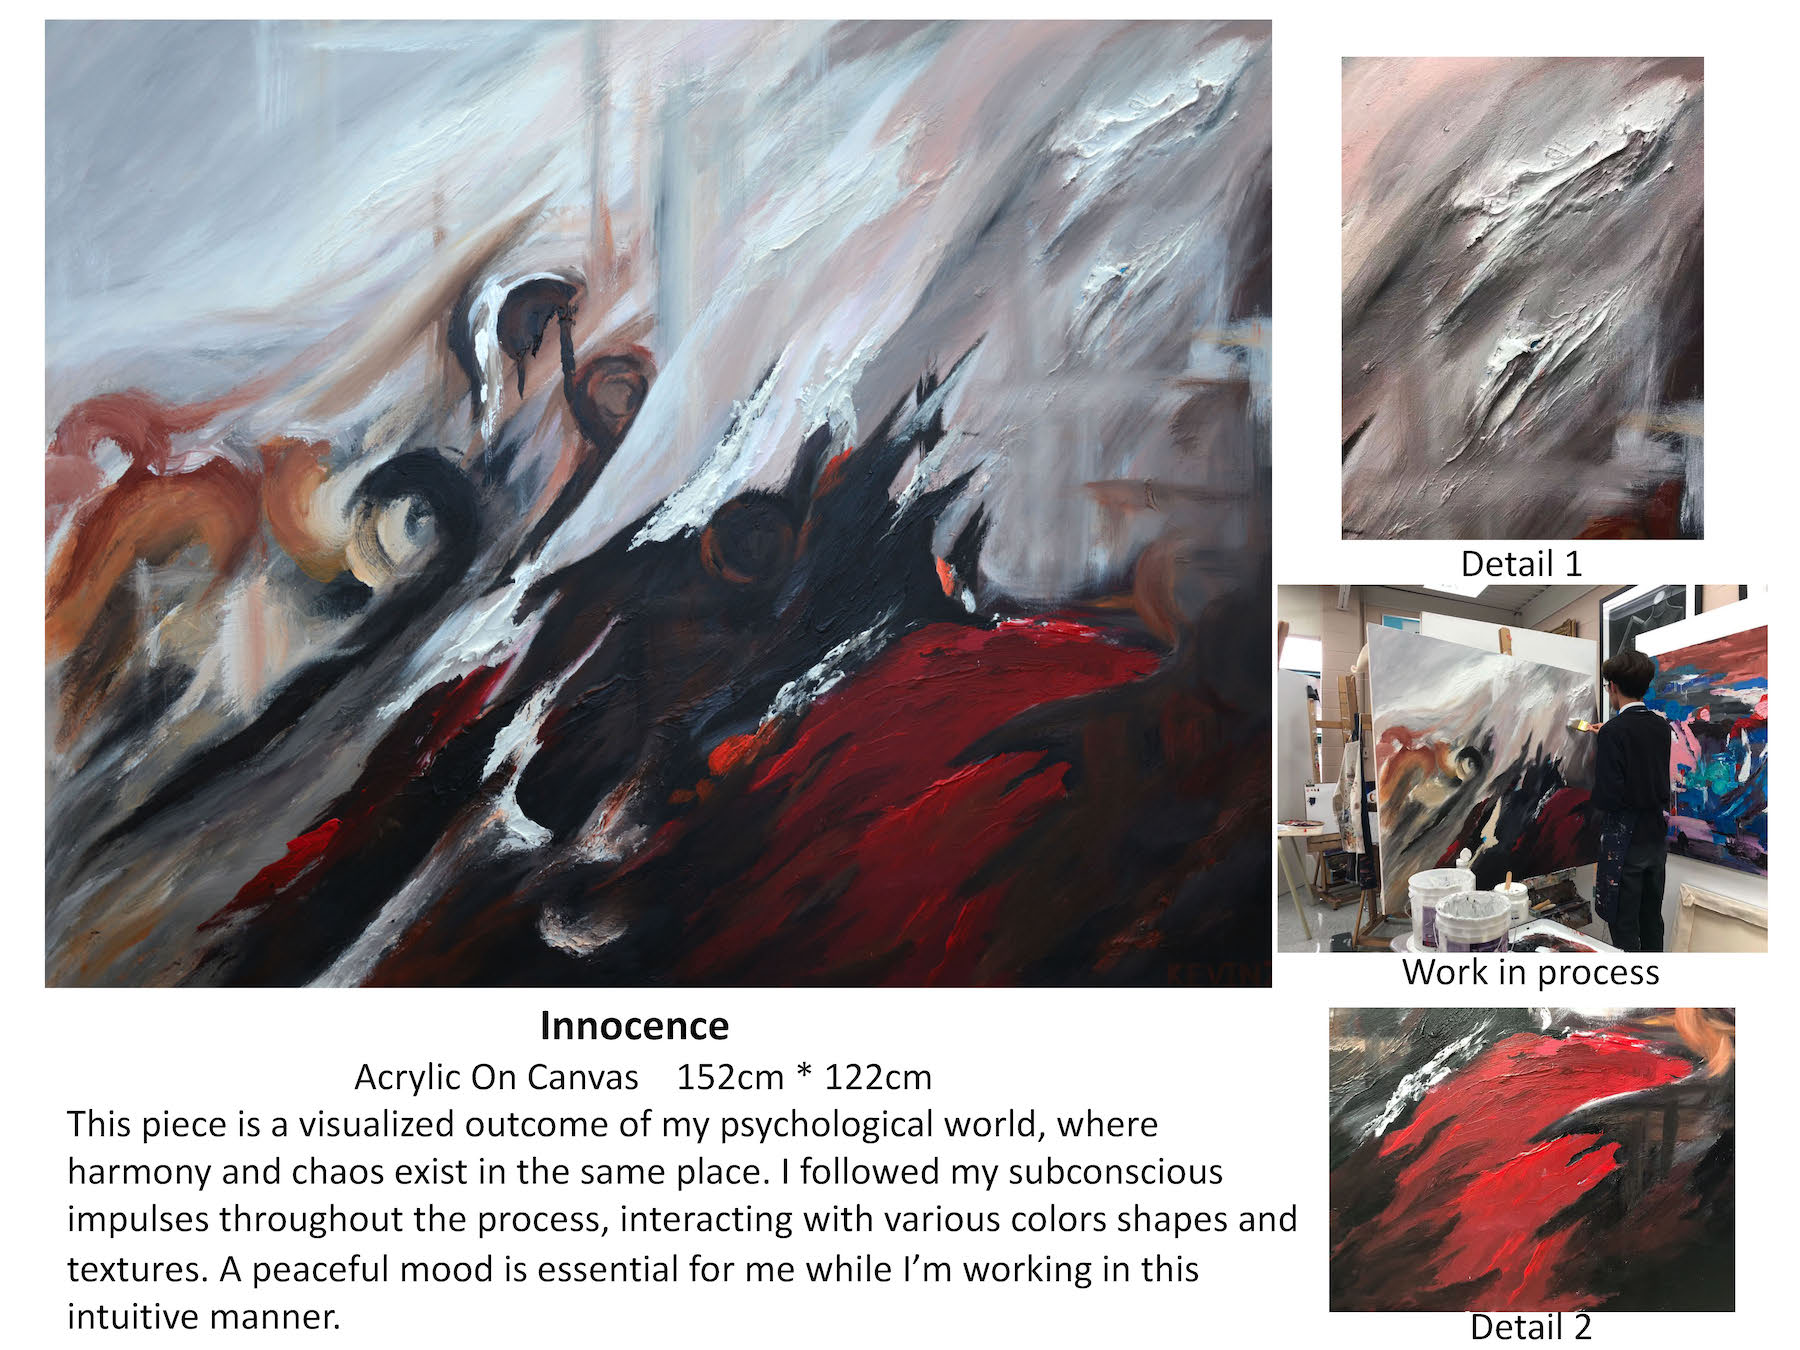 KEVIN
Detail 1
Work in process
Innocence
Acrylic On Canvas    152cm * 122cm
This piece is a visualized outcome of my psychological world, where
harmony and chaos exist in the same place. I followed my subconscious
impulses throughout the process, interacting with various colors shapes and
textures. A peaceful mood is essential for me while I’m working in this
intuitive manner.
Detail 2